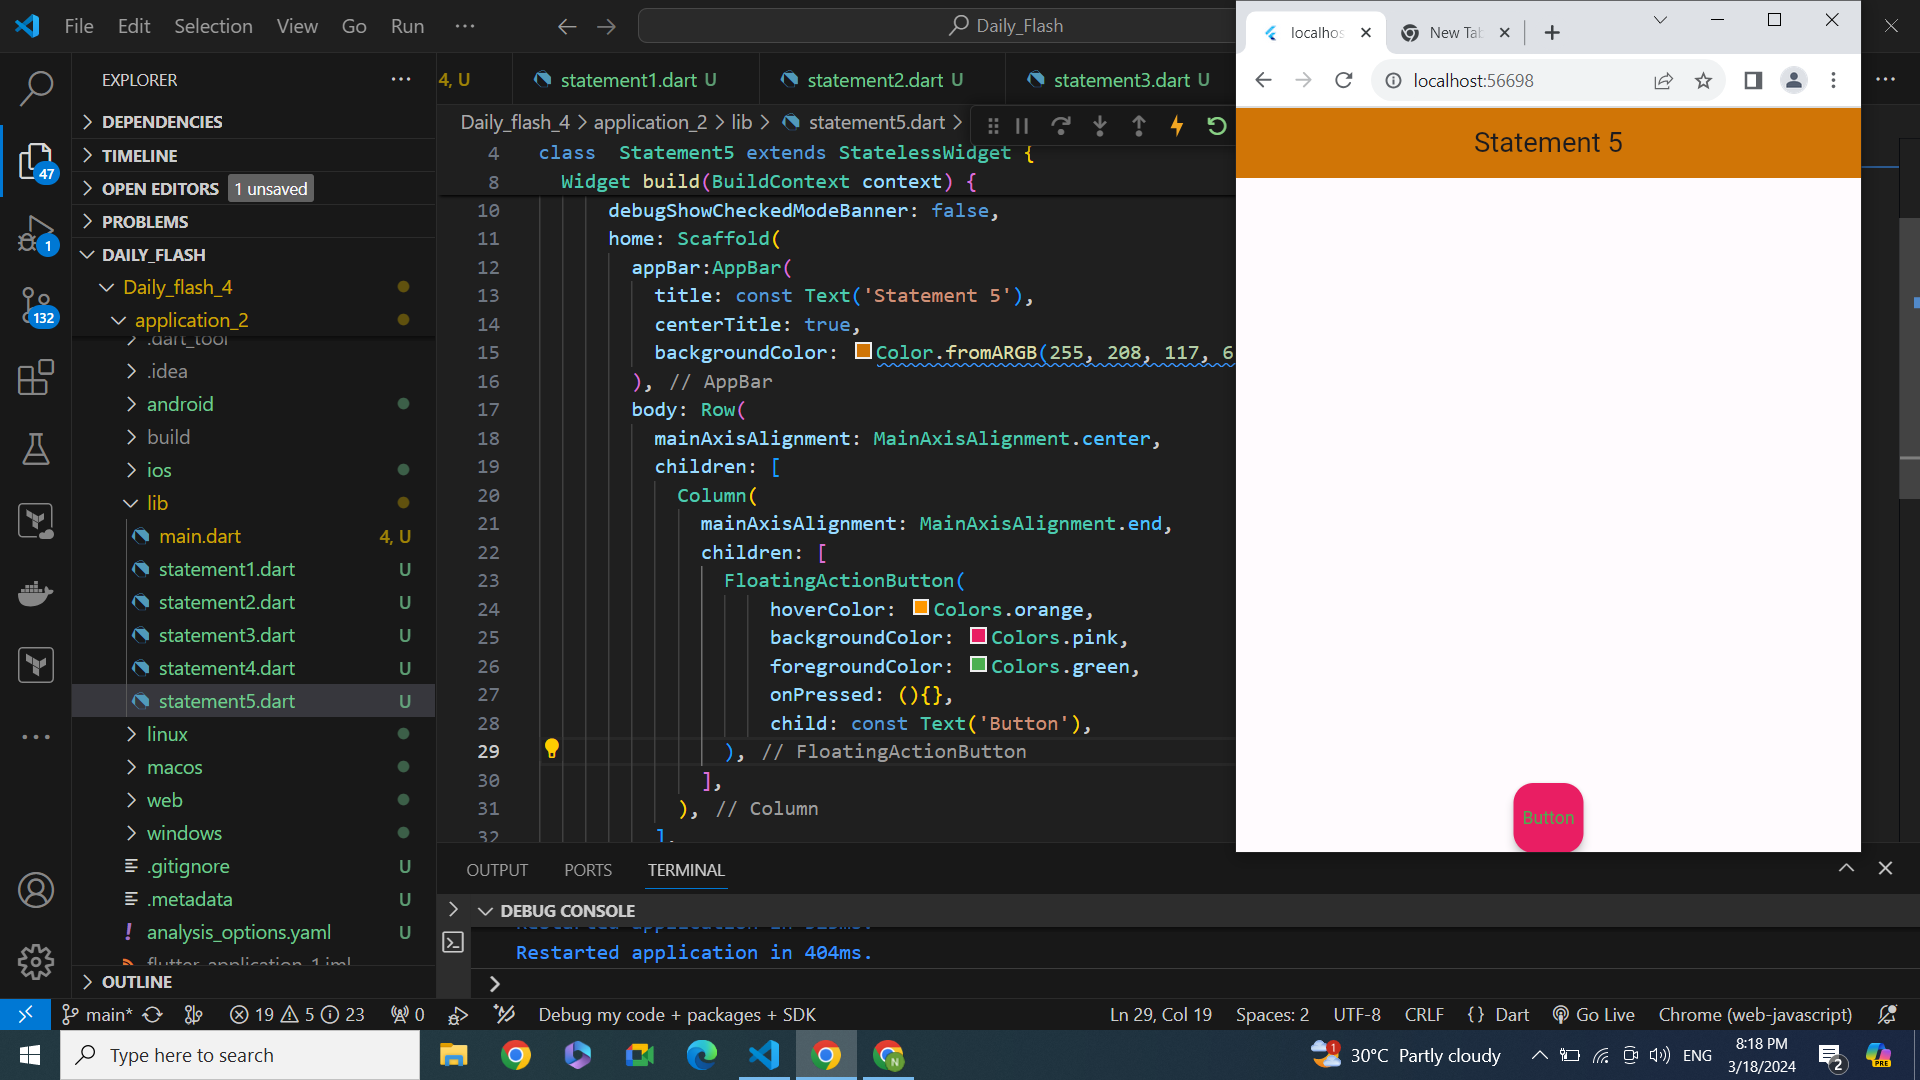 File Edit Selection View Go Run ···
Daily_Flash
EXPLORER
DEPENDENCIES
TIMELINE
OPEN EDITORS 1 unsaved
PROBLEMS
DAILY_FLASH
Daily_flash_4
application_2
.dart_tool
.idea
android
build
ios
lib
main.dart 4, U
statement1.dart U
statement2.dart U
statement3.dart U
statement4.dart U
statement5.dart U
linux
macos
web
windows
.gitignore U
.metadata U
analysis_options.yaml U
flutter_application_1.iml
OUTLINE
47
1
132
4, U statement1.dart U statement2.dart U statement3.dart U
Daily_flash_4 > application_2 > lib > statement5.dart >
4 class Statement5 extends StatelessWidget {
8 Widget build(BuildContext context) {
10 debugShowCheckedModeBanner: false,
11 home: Scaffold(
12 appBar:AppBar(
13 title: const Text('Statement 5'),
14 centerTitle: true,
15 backgroundColor: Color.fromARGB(255, 208, 117, 6
16 ), // AppBar
17 body: Row(
18 mainAxisAlignment: MainAxisAlignment.center,
19 children: [
20 Column(
21 mainAxisAlignment: MainAxisAlignment.end,
22 children: [
23 FloatingActionButton(
24 hoverColor: Colors.orange,
25 backgroundColor: Colors.pink,
26 foregroundColor: Colors.green,
27 onPressed: (){},
28 child: const Text('Button'),
29 ), // FloatingActionButton
30 ],
31 ), // Column
32 ],
OUTPUT PORTS TERMINAL
DEBUG CONSOLE
Restarted application in 404ms.
localhos New Tab
localhost:56698
Statement 5
Button
main* 19 5 23 0 Debug my code + packages + SDK Ln 29, Col 19 Spaces: 2 UTF-8 CRLF {} Dart Go Live Chrome (web-javascript)
Type here to search
N
1 30°C Partly cloudy ENG
8:18 PM
3/18/2024
2
PRE